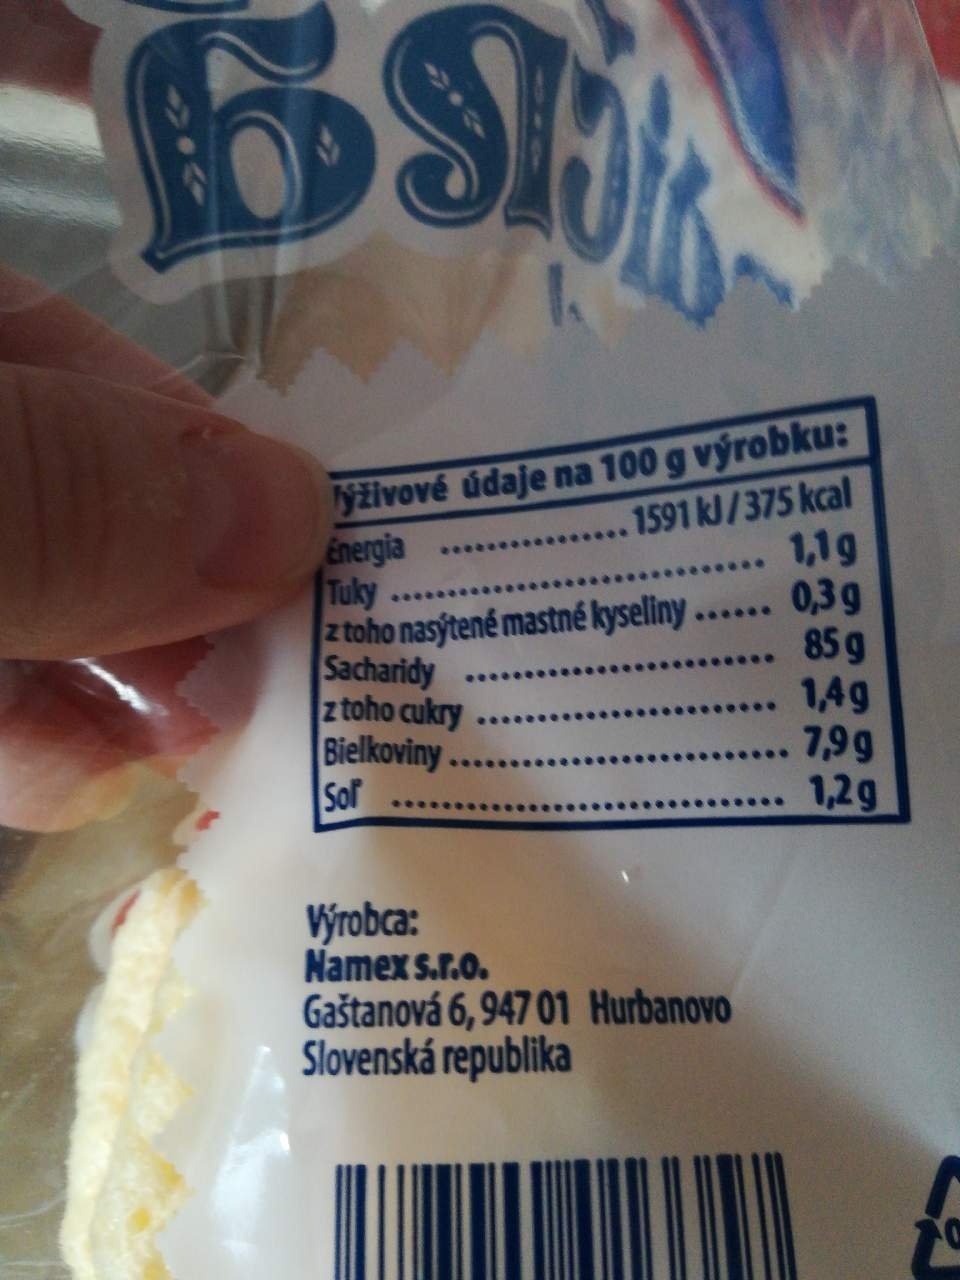 Výživové údaje na 100 g výrobku:
Energia ................ 1591 kJ / 375 kcal
Tuky ................................ 1,1 g
z toho nasýtené mastné kyseliny ...... 0,3 g
Sacharidy ........................... 85 g
z toho cukry .......................... 1,4 g
Bielkoviny ............................. 7,9 g
Soľ .................................. 1,2 g
Výrobca:
Namex s.r.o.
Gaštanová 6, 947 01 Hurbanovo
Slovenská republika